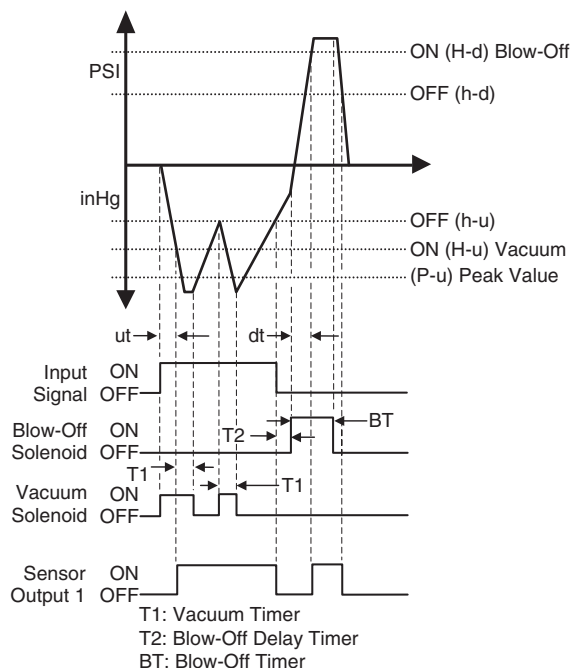 PSI
ON (H-d) Blow-Off
OFF (h-d)
inHg
OFF (h-u)
ON (H-u) Vacuum
(P-u) Peak Value
ut
dt
Input Signal
ON
OFF
BT
Blow-Off Solenoid
ON
OFF
T2
T1
T1
Vacuum Solenoid
ON
OFF
Sensor Output 1
ON
OFF
T1: Vacuum Timer
T2: Blow-Off Delay Timer
BT: Blow-Off Timer